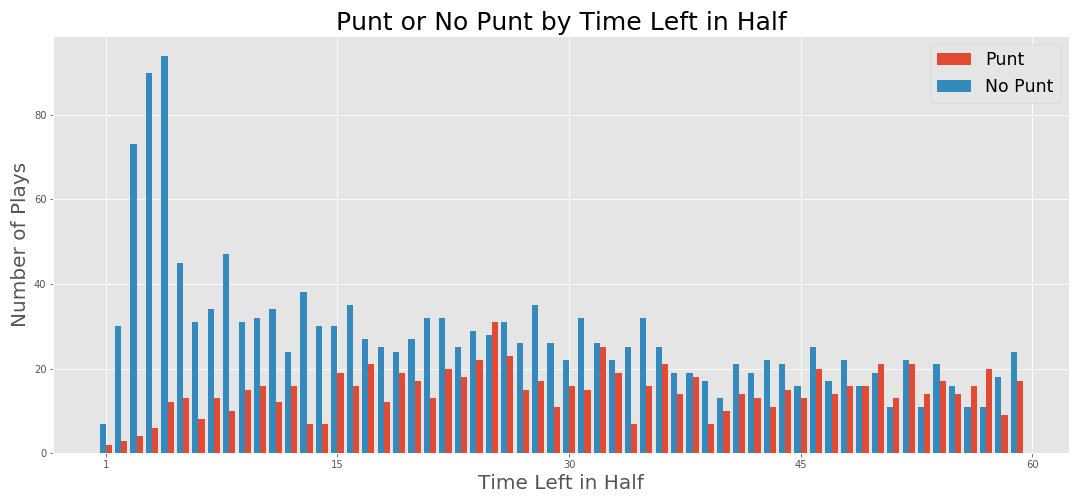 Punt or No Punt by Time Left in Half
Punt
No Punt
Number of Plays
80
60
40
20
0
1 15 30 45 60
Time Left in Half